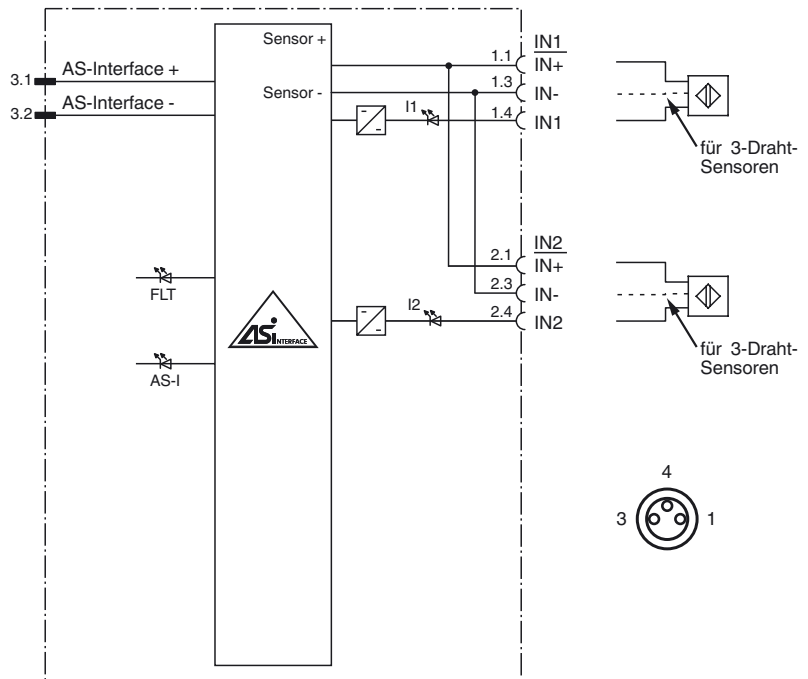 Sensor +
IN1
1.1
IN+
3.1
AS-Interface +
Sensor -
1.3
IN-
3.2
AS-Interface -
I1
1.4
IN1
für 3-Draht-
Sensoren
IN2
2.1
IN+
2.3
IN-
FLT
I2
2.4
IN2
ASi
INTERFACE
für 3-Draht-
Sensoren
AS-I
4
3
1